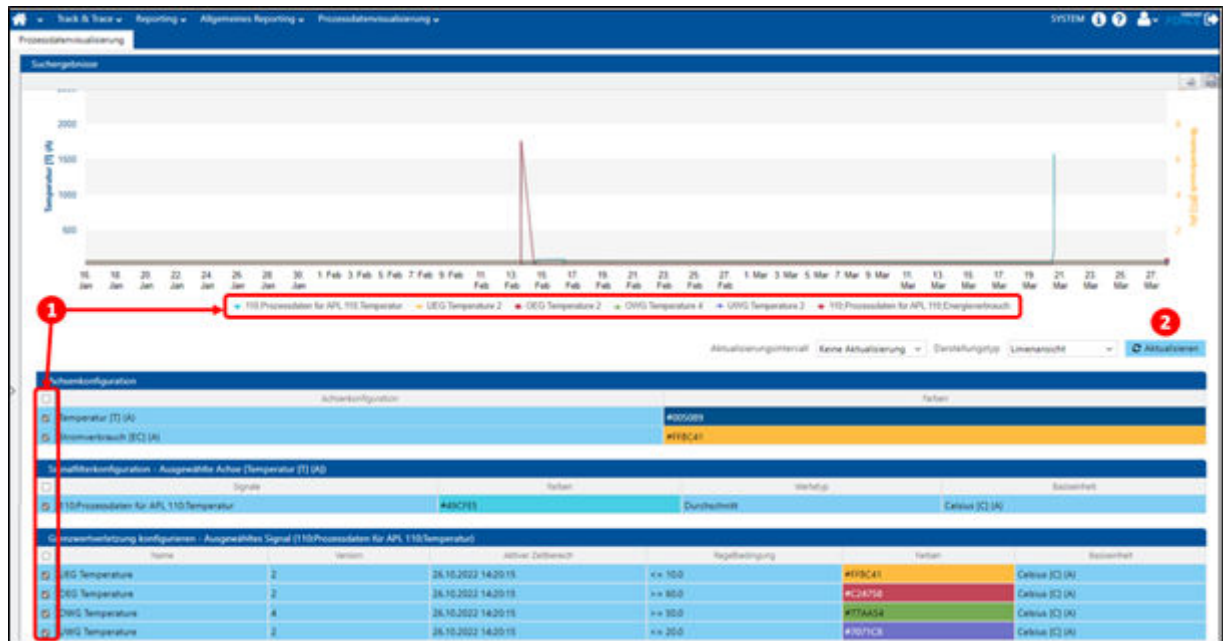 Track & Trace Reporting Allgemeines Reporting Prozessdatenvisualisierung SYSTEM
Prozessdatenvisualisierung
Suchergebnisse
2000
1500
1000
500
8
6
4
2
Temperatur [T] (A)
Stromverbrauch [EC] (A)
16. Jan 18. Jan 20. Jan 22. Jan 24. Jan 26. Jan 28. Jan 30. Jan 1. Feb 3. Feb 5. Feb 7. Feb 9. Feb 11. Feb 13. Feb 15. Feb 17. Feb 19. Feb 21. Feb 23. Feb 25. Feb 27. Feb 1. Mar 3. Mar 5. Mar 7. Mar 9. Mar 11. Mar 13. Mar 15. Mar 17. Mar 19. Mar 21. Mar 23. Mar 25. Mar 27. Mar
110:Prozessdaten für APL 110:Temperatur UEG Temperature 2 OEG Temperature 2 OWG Temperature 4 UWG Temperature 2 110:Prozessdaten für APL 110:Energieverbrauch
1
2
Aktualisierungsintervall Keine Aktualisierung Darstellungstyp Linienansicht Aktualisieren
Achsenkonfiguration
Achsenkonfiguration Farben
Temperatur [T] (A) #005089
Stromverbrauch [EC] (A) #FFBC41
Signalfilterkonfiguration - Ausgewählte Achse (Temperatur [T] (A))
Signale Farben Wertetyp Basiseinheit
110:Prozessdaten für APL 110:Temperatur #49CFE5 Durchschnitt Celsius [C] (A)
Grenzwertverletzung konfigurieren - Ausgewähltes Signal (110:Prozessdaten für APL 110:Temperatur)
Name Version Aktiver Zeitbereich Regelbedingung Farben Basiseinheit
UEG Temperature 2 26.10.2022 14:20:15 <= 10.0 #FFBC41 Celsius [C] (A)
OEG Temperature 2 26.10.2022 14:20:15 >= 60.0 #C24758 Celsius [C] (A)
OWG Temperature 4 26.10.2022 14:20:15 >= 50.0 #77AA54 Celsius [C] (A)
UWG Temperature 2 26.10.2022 14:20:15 <= 20.0 #7071C8 Celsius [C] (A)